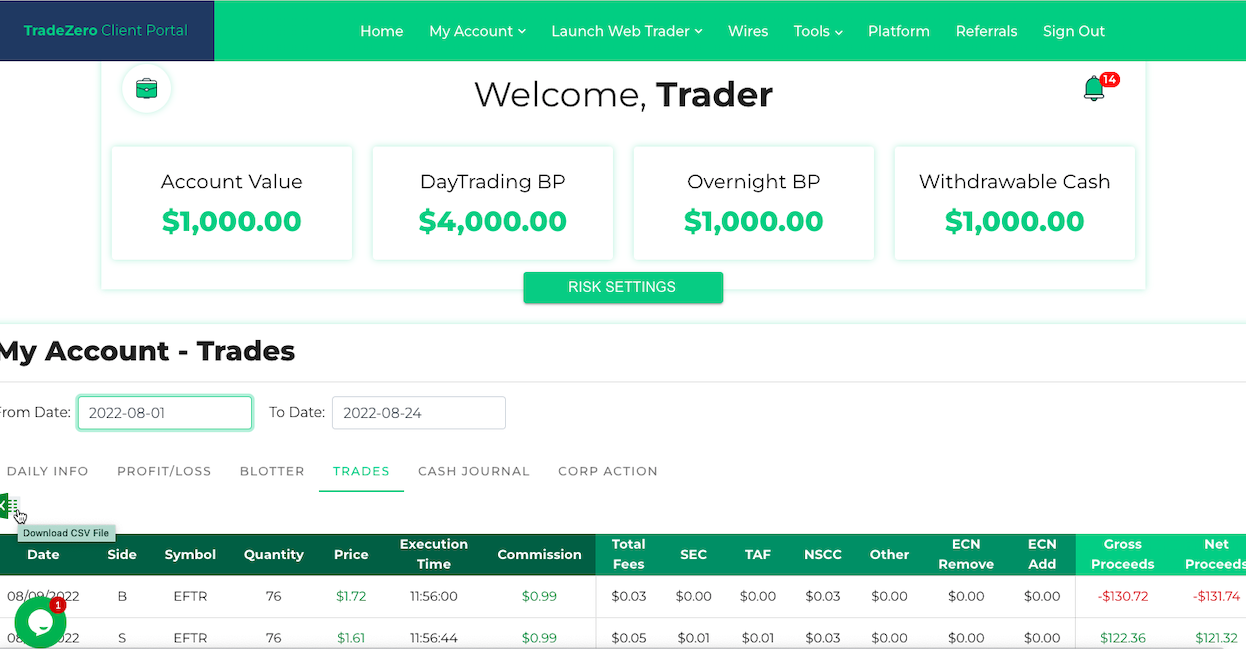 TradeZero Client Portal
Home My Account Launch Web Trader Wires Tools Platform Referrals Sign Out
Welcome, Trader
14
Account Value DayTrading BP Overnight BP Withdrawable Cash
$1,000.00 $4,000.00 $1,000.00 $1,000.00
RISK SETTINGS
My Account - Trades
From Date: 2022-08-01 To Date: 2022-08-24
DAILY INFO PROFIT/LOSS BLOTTER TRADES CASH JOURNAL CORP ACTION
Download CSV File
Date Side Symbol Quantity Price Execution Time Commission Total Fees SEC TAF NSCC Other ECN Remove ECN Add Gross Proceeds Net Proceeds
08/09/2022 B EFTR 76 $1.72 11:56:00 $0.99 $0.03 $0.00 $0.00 $0.03 $0.00 $0.00 $0.00 -$130.72 -$131.74
1
2022 S EFTR 76 $1.61 11:56:44 $0.99 $0.05 $0.01 $0.01 $0.03 $0.00 $0.00 $0.00 $122.36 $121.32